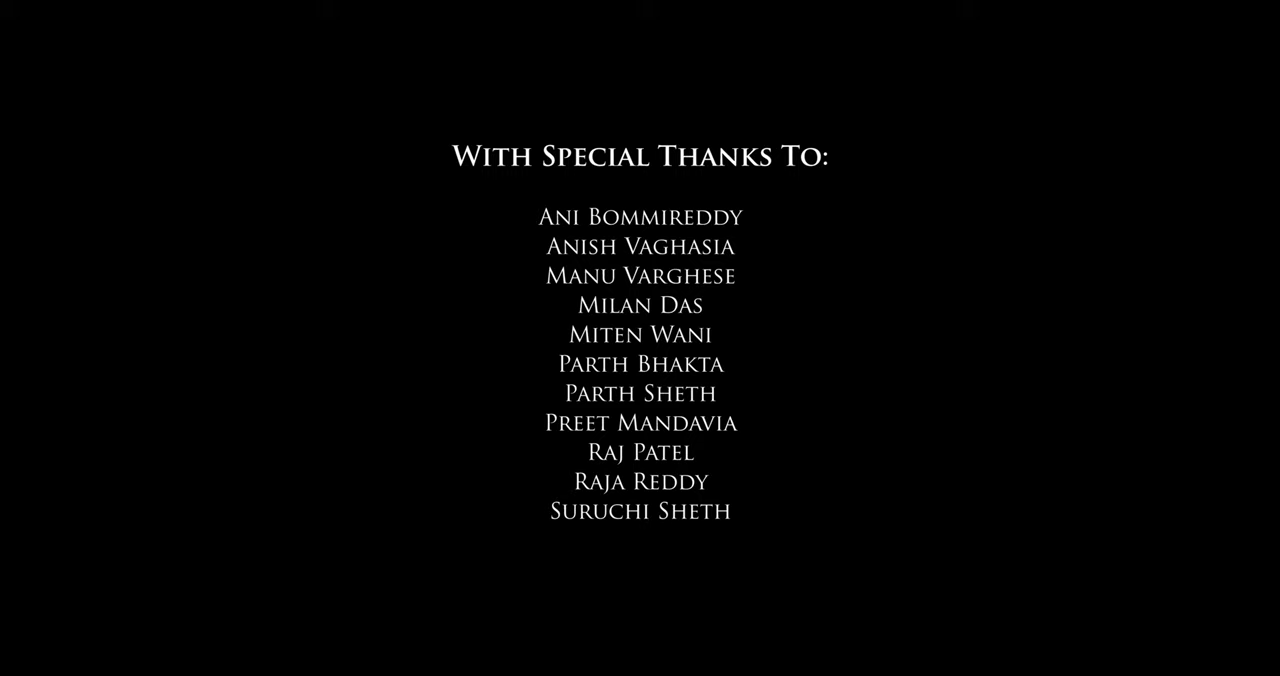 With Special Thanks To:
Ani Bommireddy
Anish Vaghasia
Manu Varghese
Milan Das
Miten Wani
Parth Bhakta
Parth Sheth
Preet Mandavia
Raj Patel
Raja Reddy
Suruchi Sheth